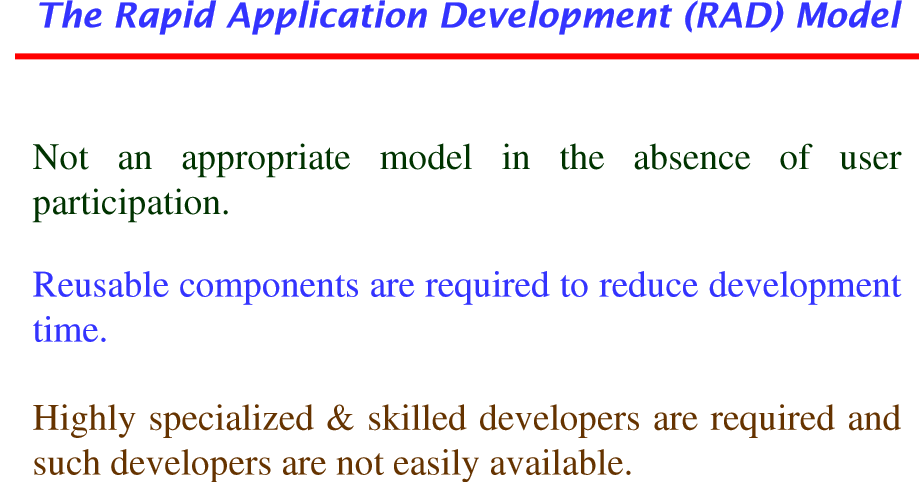 The Rapid Application Development (RAD) Model
Not an appropriate model in the absence of user
participation.
Reusable components are required to reduce development
time.
Highly specialized & skilled developers are required and
such developers are not easily available.